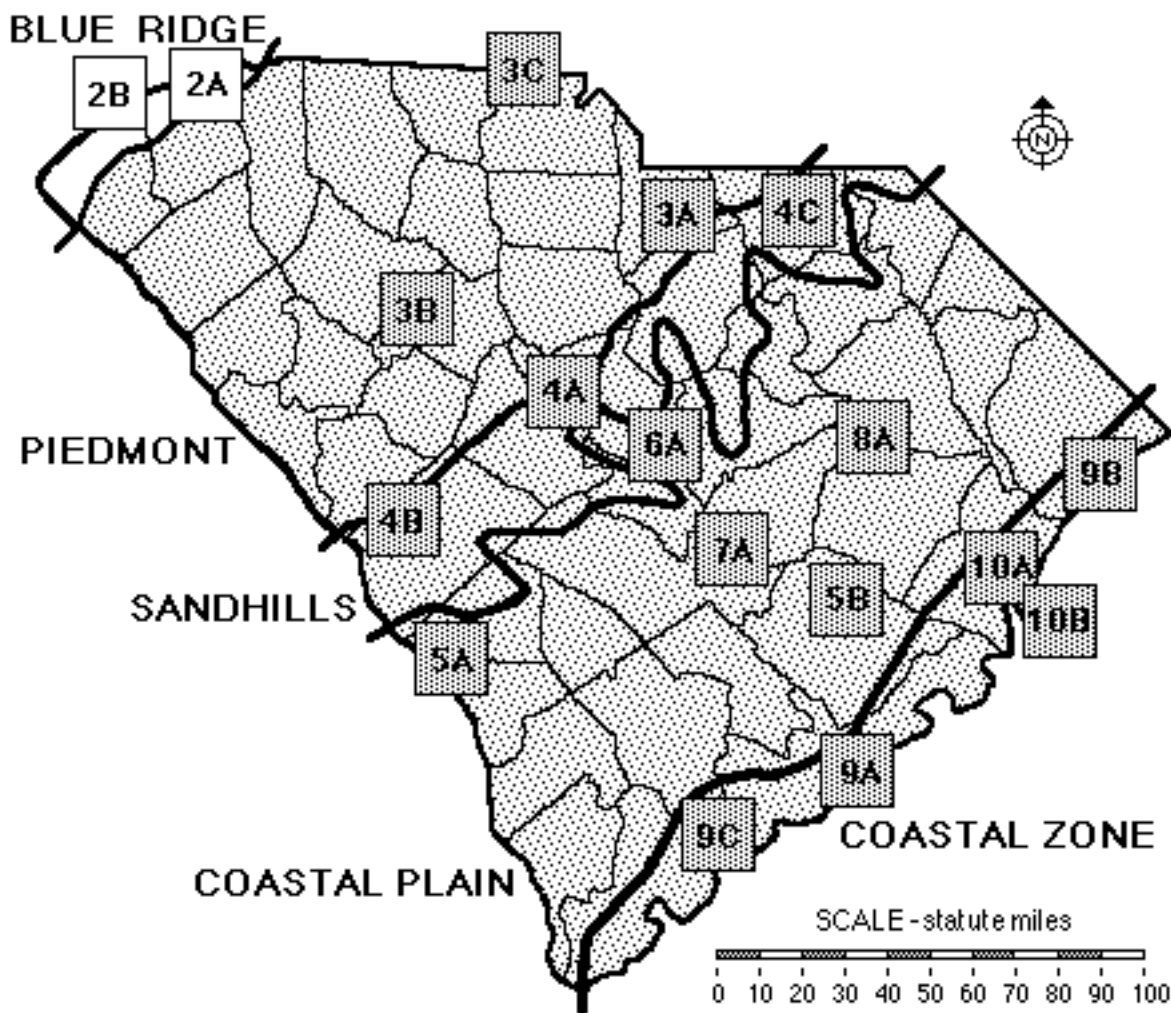 BLUE RIDGE
2B
2A
3C
N
3A
4C
3B
4A
6A
8A
PIEDMONT
9B
4B
7A
10A
SANDHILLS
5B
10B
5A
9A
9C
COASTAL ZONE
COASTAL PLAIN
SCALE - statute miles
0 10 20 30 40 50 60 70 80 90 100